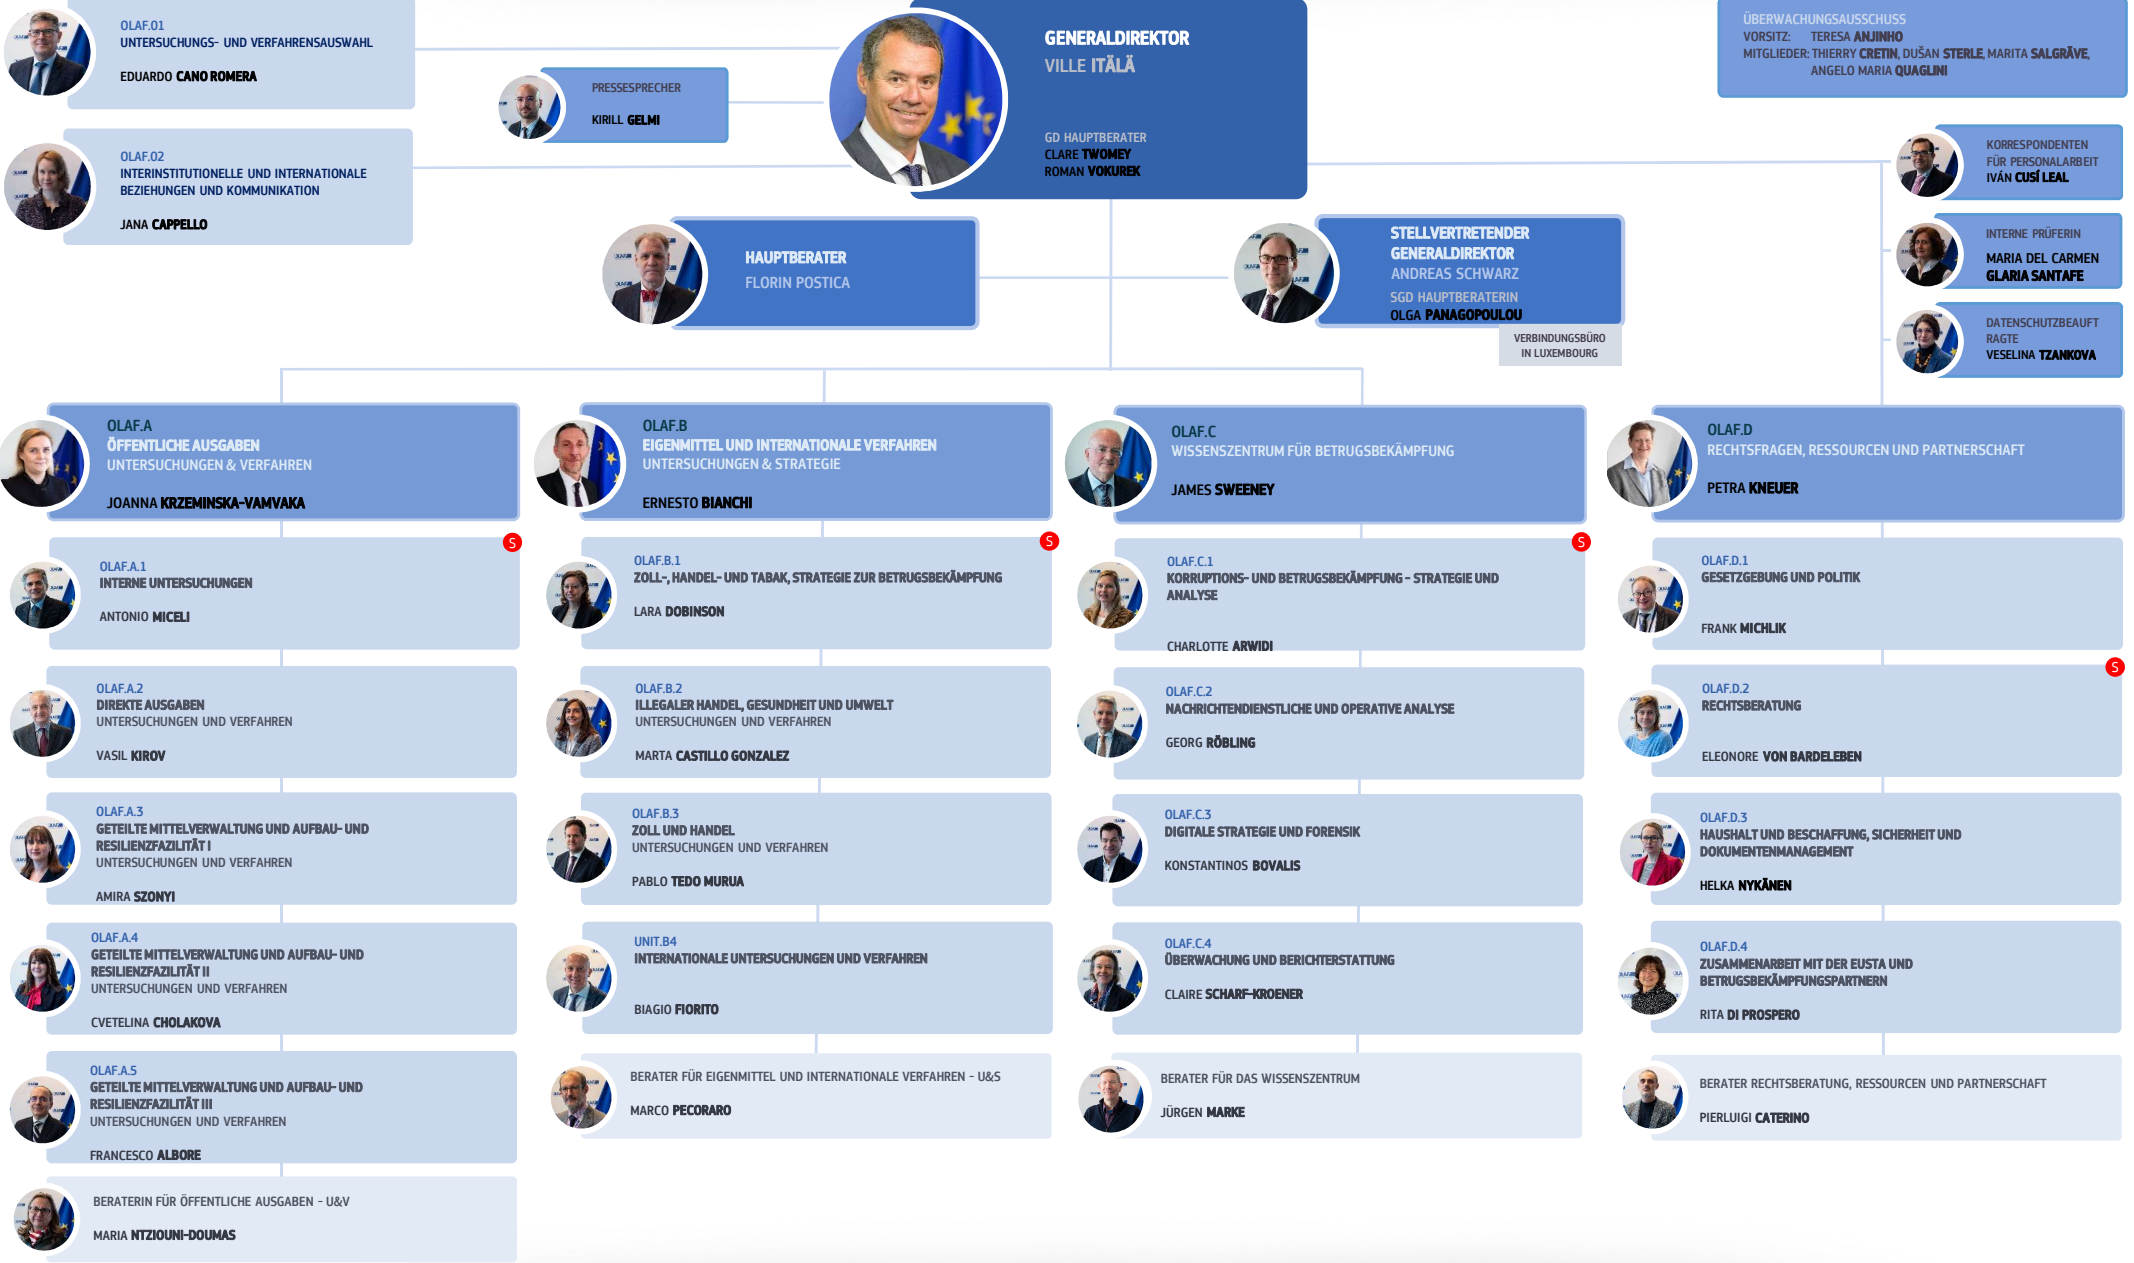 OLAF.01
UNTERSUCHUNGS- UND VERFAHRENSAUSWAHL
EDUARDO CANO ROMERA
OLAF.02
INTERINSTITUTIONELLE UND INTERNATIONALE
BEZIEHUNGEN UND KOMMUNIKATION
JANA CAPPELLO
PRESSESPRECHER
KIRILL GELMI
GENERALDIREKTOR
VILLE ITÄLÄ
GD HAUPTBERATER
CLARE TWOMEY
ROMAN VOKUREK
ÜBERWACHUNGSAUSSCHUSS
VORSITZ: TERESA ANJINHO
MITGLIEDER: THIERRY CRETIN, DUŠAN STERLE, MARITA SALGRĀVE,
ANGELO MARIA QUAGLINI
KORRESPONDENTEN
FÜR PERSONALARBEIT
IVÁN CUSÍ LEAL
INTERNE PRÜFERIN
MARIA DEL CARMEN
GLARIA SANTAFE
DATENSCHUTZBEAUFT
RAGTE
VESELINA TZANKOVA
HAUPTBERATER
FLORIN POSTICA
STELLVERTRETENDER
GENERALDIREKTOR
ANDREAS SCHWARZ
SGD HAUPTBERATERIN
OLGA PANAGOPOULOU
VERBINDUNGSBÜRO
IN LUXEMBOURG
OLAF.A
ÖFFENTLICHE AUSGABEN
UNTERSUCHUNGEN & VERFAHREN
JOANNA KRZEMINSKA-VAMVAKA
S
OLAF.A.1
INTERNE UNTERSUCHUNGEN
ANTONIO MICELI
OLAF.A.2
DIREKTE AUSGABEN
UNTERSUCHUNGEN UND VERFAHREN
VASIL KIROV
OLAF.A.3
GETEILTE MITTELVERWALTUNG UND AUFBAU- UND
RESILIENZFAZILITÄT I
UNTERSUCHUNGEN UND VERFAHREN
AMIRA SZONYI
OLAF.A.4
GETEILTE MITTELVERWALTUNG UND AUFBAU- UND
RESILIENZFAZILITÄT II
UNTERSUCHUNGEN UND VERFAHREN
CVETELINA CHOLAKOVA
OLAF.A.5
GETEILTE MITTELVERWALTUNG UND AUFBAU- UND
RESILIENZFAZILITÄT III
UNTERSUCHUNGEN UND VERFAHREN
FRANCESCO ALBORE
BERATERIN FÜR ÖFFENTLICHE AUSGABEN - U&V
MARIA NTZIOUNI-DOUMAS
OLAF.B
EIGENMITTEL UND INTERNATIONALE VERFAHREN
UNTERSUCHUNGEN & STRATEGIE
ERNESTO BIANCHI
S
OLAF.B.1
ZOLL-, HANDEL- UND TABAK, STRATEGIE ZUR BETRUGSBEKÄMPFUNG
LARA DOBINSON
OLAF.B.2
ILLEGALER HANDEL, GESUNDHEIT UND UMWELT
UNTERSUCHUNGEN UND VERFAHREN
MARTA CASTILLO GONZALEZ
OLAF.B.3
ZOLL UND HANDEL
UNTERSUCHUNGEN UND VERFAHREN
PABLO TEDO MURUA
UNIT.B4
INTERNATIONALE UNTERSUCHUNGEN UND VERFAHREN
BIAGIO FIORITO
BERATER FÜR EIGENMITTEL UND INTERNATIONALE VERFAHREN - U&S
MARCO PECORARO
OLAF.C
WISSENSZENTRUM FÜR BETRUGSBEKÄMPFUNG
JAMES SWEENEY
S
OLAF.C.1
KORRUPTIONS- UND BETRUGSBEKÄMPFUNG - STRATEGIE UND
ANALYSE
CHARLOTTE ARWIDI
OLAF.C.2
NACHRICHTENDIENSTLICHE UND OPERATIVE ANALYSE
GEORG RÖBLING
OLAF.C.3
DIGITALE STRATEGIE UND FORENSIK
KONSTANTINOS BOVALIS
OLAF.C.4
ÜBERWACHUNG UND BERICHTERSTATTUNG
CLAIRE SCHARF-KROENER
BERATER FÜR DAS WISSENSZENTRUM
JÜRGEN MARKE
OLAF.D
RECHTSFRAGEN, RESSOURCEN UND PARTNERSCHAFT
PETRA KNEUER
OLAF.D.1
GESETZGEBUNG UND POLITIK
FRANK MICHLIK
S
OLAF.D.2
RECHTSBERATUNG
ELEONORE VON BARDELEBEN
OLAF.D.3
HAUSHALT UND BESCHAFFUNG, SICHERHEIT UND
DOKUMENTENMANAGEMENT
HELKA NYKÄNEN
OLAF.D.4
ZUSAMMENARBEIT MIT DER EUSTA UND
BETRUGSBEKÄMPFUNGSPARTNERN
RITA DI PROSPERO
BERATER RECHTSBERATUNG, RESSOURCEN UND PARTNERSCHAFT
PIERLUIGI CATERINO